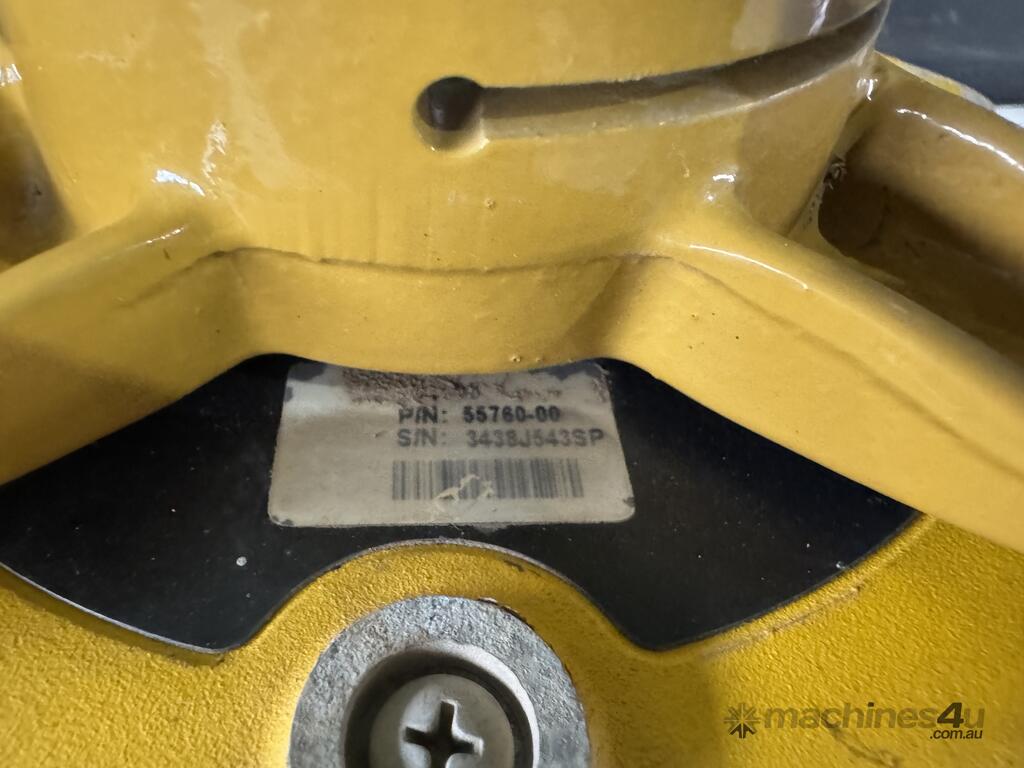 P/N: 55760-00
S/N: 3438J543SP
machines4u
.com.au